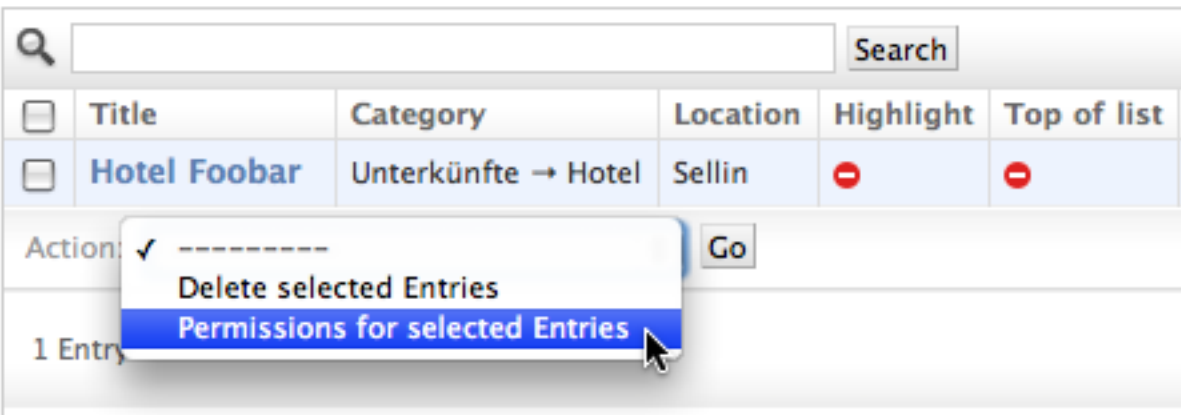 Search
Title Category Location Highlight Top of list
Hotel Foobar Unterkünfte → Hotel Sellin
Action: ✓ --------- Go
Delete selected Entries
Permissions for selected Entries
1 Entry